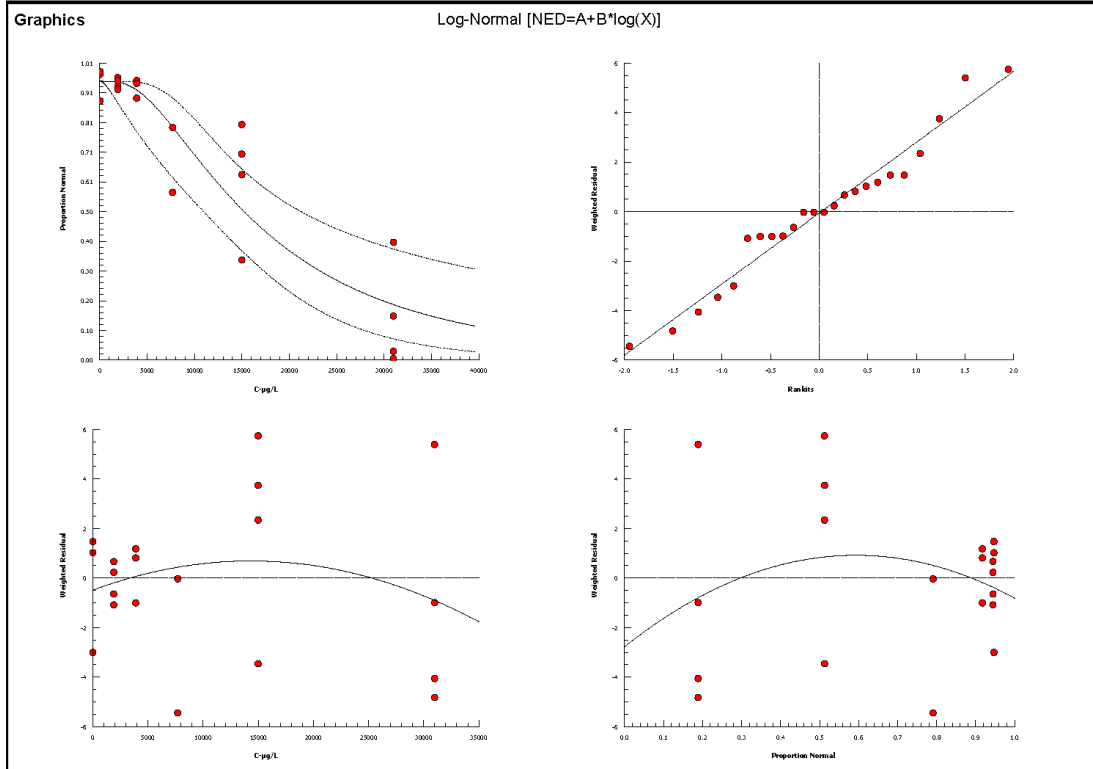 Graphics
Log-Normal [NED=A+B*log(X)]
1.01
0.91
0.81
0.71
0.61
0.50
0.40
0.30
0.20
0.10
0.00
Proportion Normal
0 5000 10000 15000 20000 25000 30000 35000 40000
C-µg/L
6
4
2
0
-2
-4
-6
Weighted Residual
-2.0 -1.5 -1.0 -0.5 0.0 0.5 1.0 1.5 2.0
Rankits
6
4
2
0
-2
-4
-6
Weighted Residual
0 5000 10000 15000 20000 25000 30000 35000
C-µg/L
6
4
2
0
-2
-4
-6
Weighted Residual
0.0 0.1 0.2 0.3 0.4 0.5 0.6 0.7 0.8 0.9 1.0
Proportion Normal